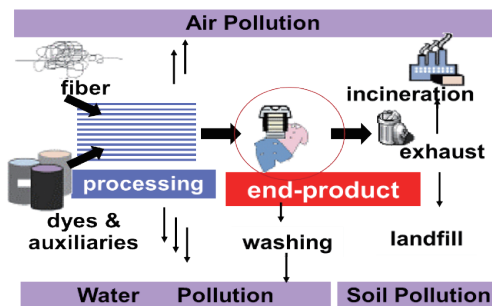 Air Pollution
fiber
incineration
processing
end-product
exhaust
dyes &
auxiliaries
washing
landfill
Water Pollution
Soil Pollution